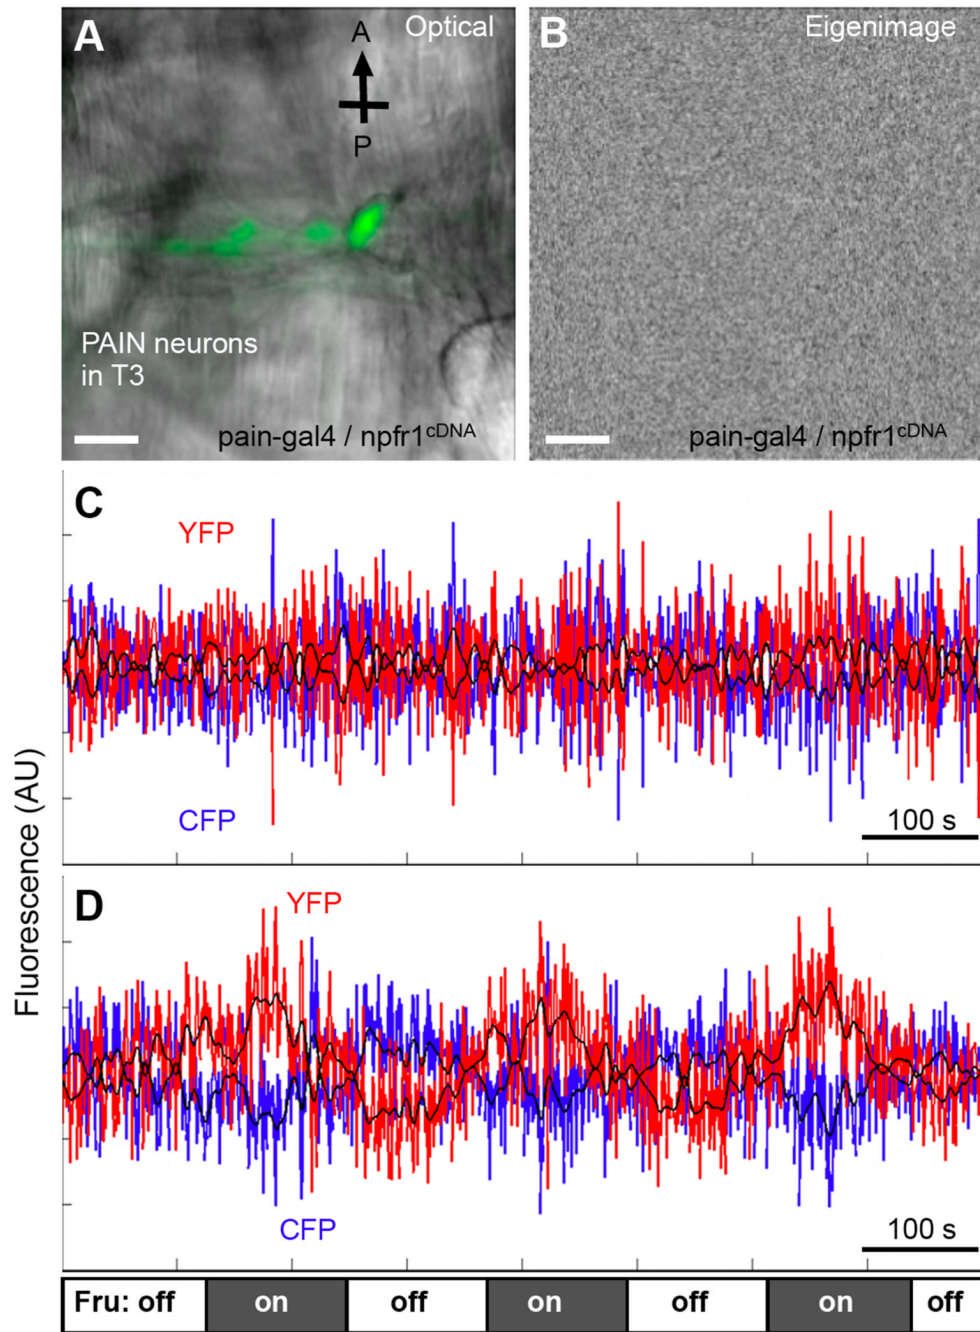 A
A
Optical
P
PAIN neurons
in T3
pain-gal4 / npfr1cDNA
B
Eigenimage
pain-gal4 / npfr1cDNA
Fluorescence (AU)
C
YFP
CFP
100 s
D
YFP
CFP
100 s
Fru: off on off on off on off